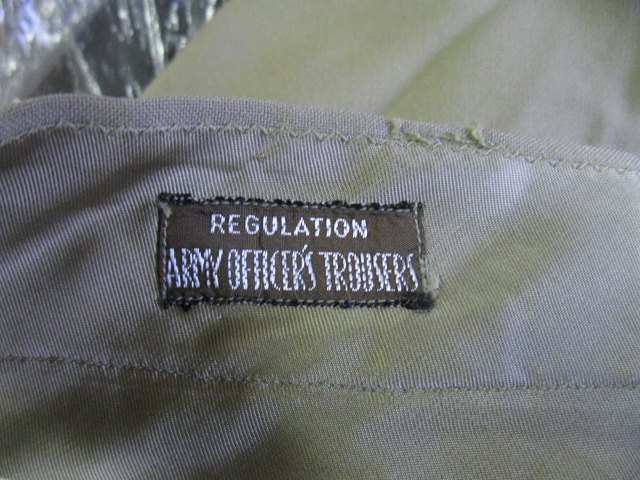 REGULATION
ARMY OFFICER'S TROUSERS